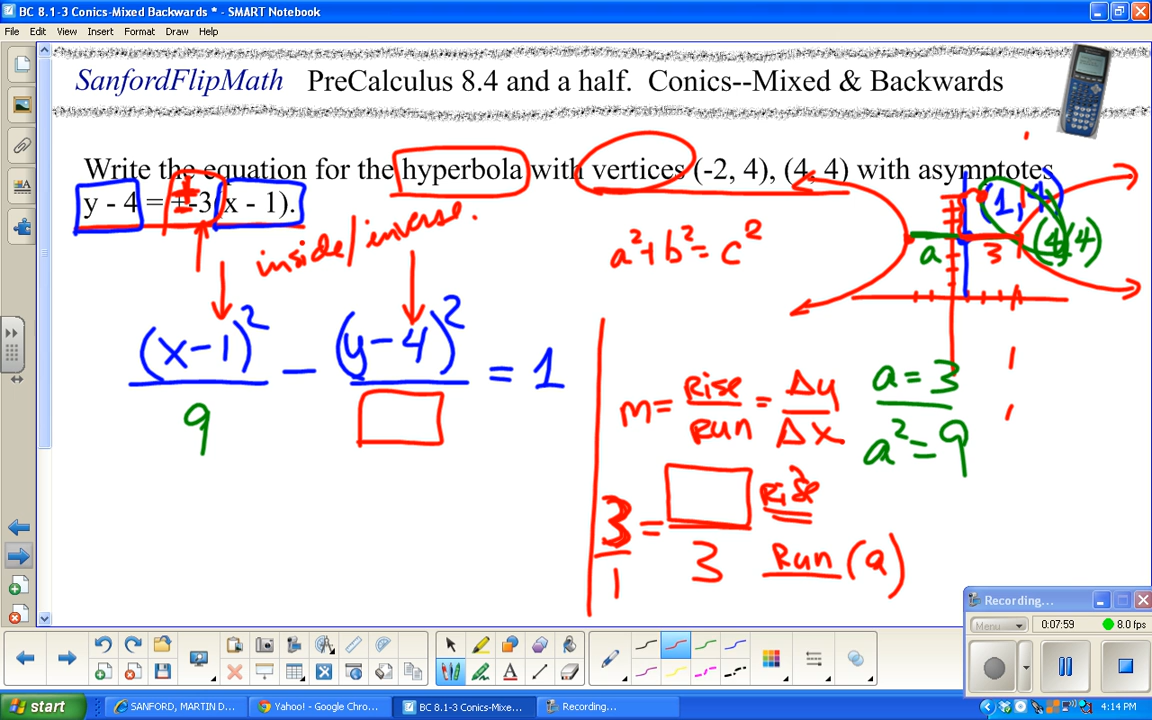 BC 8.1-3 Conics-Mixed Backwards * - SMART Notebook
File Edit View Insert Format Draw Help
SanfordFlipMath PreCalculus 8.4 and a half. Conics--Mixed & Backwards
Write the equation for the hyperbola with vertices (-2, 4), (4, 4) with asymptotes
y - 4 = +-3(x - 1).
inside/inverse.
a²+b²=c²
a
3
(4,4)
(x-1)² - (y-4)² = 1
9
m = Rise = Δy
Run Δx
a = 3
a² = 9
3 = Rise
1 3 Run (a)
Recording...
Menu
0:07:59
8.0 fps
start
SANFORD, MARTIN D...
Yahoo! - Google Chro...
BC 8.1-3 Conics-Mixe...
Recording...
4:14 PM